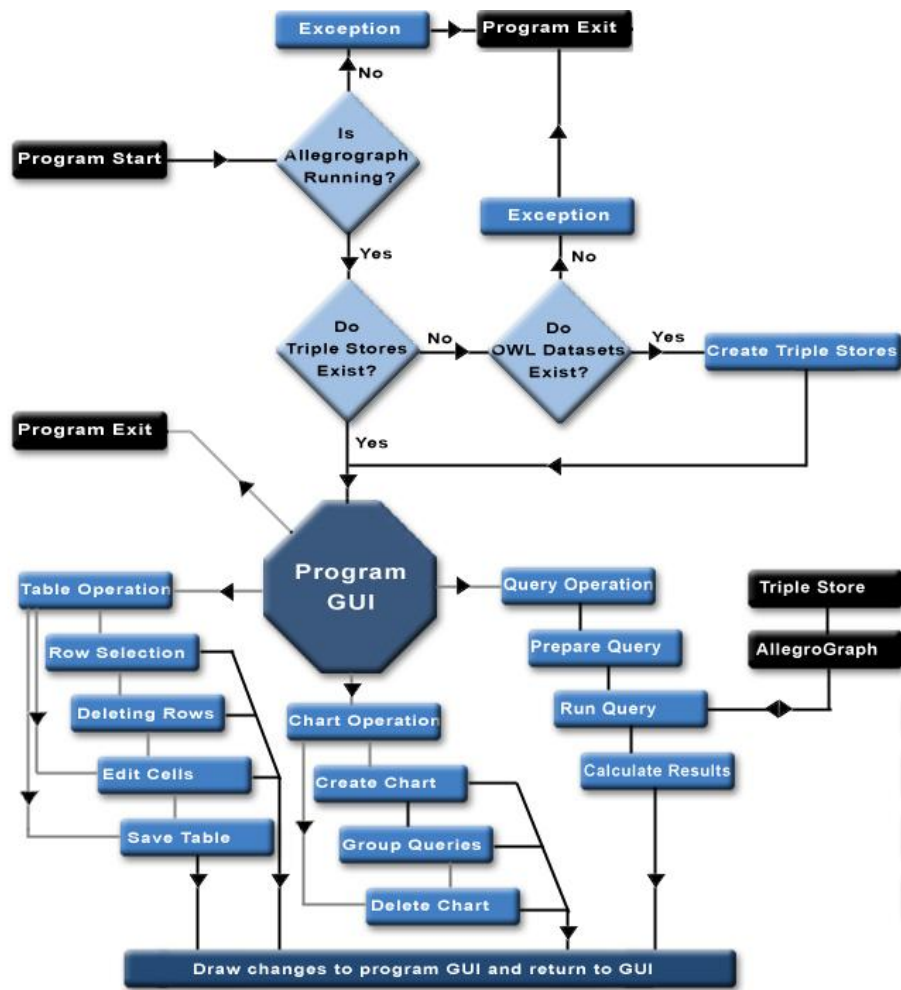 Exception
Program Exit
No
Is
Allegrograph
Running?
Program Start
Exception
Yes
No
Do
Triple Stores
Exist?
No
Do
OWL Datasets
Exist?
Yes
Create Triple Stores
Program Exit
Yes
Program
GUI
Table Operation
Row Selection
Deleting Rows
Edit Cells
Save Table
Chart Operation
Create Chart
Group Queries
Delete Chart
Query Operation
Prepare Query
Run Query
Calculate Results
Triple Store
AllegroGraph
Draw changes to program GUI and return to GUI